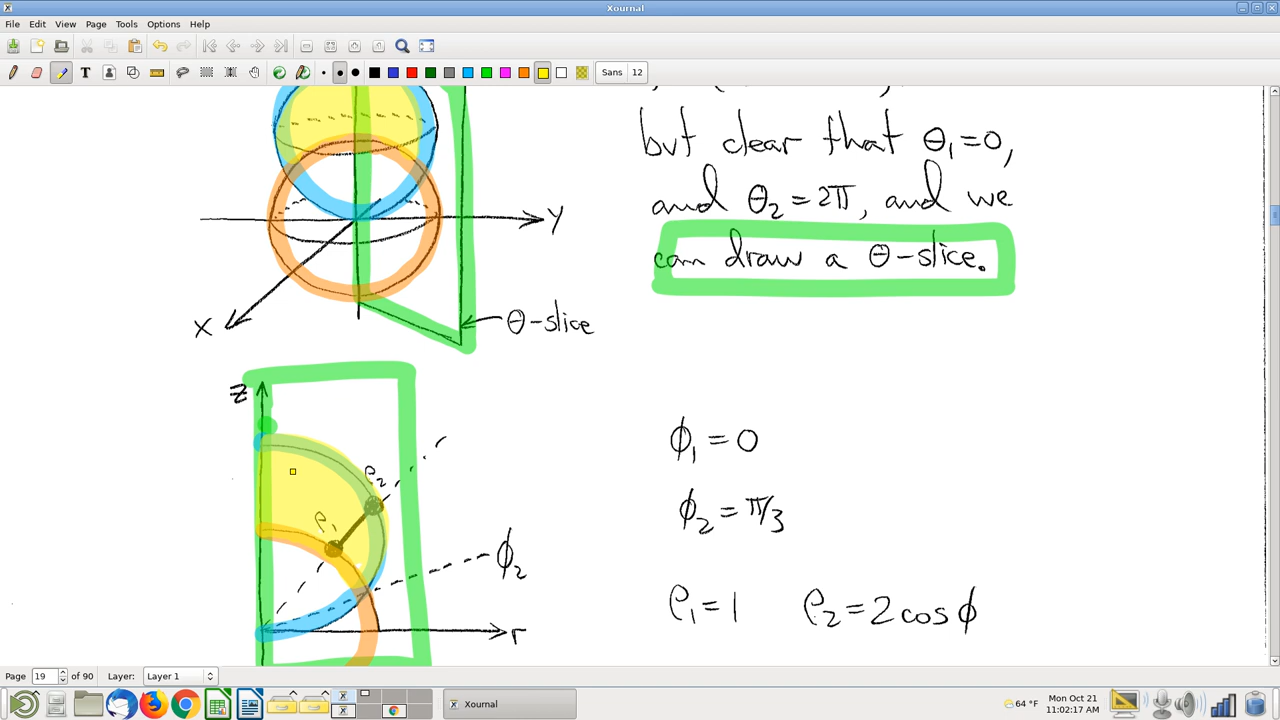 Xournal
File Edit View Page Tools Options Help
Sans 12
but clear that θ₁=0,
and θ₂=2π, and we
can draw a θ-slice.
Y
X
θ-slice
Z
ρ₂
ρ₁
ϕ₂
r
ϕ₁ = 0
ϕ₂ = π/3
ρ₁=1 ρ₂=2cosϕ
Page 19 of 90 Layer: Layer 1
Xournal
64 °F
Mon Oct 21
11:02:17 AM